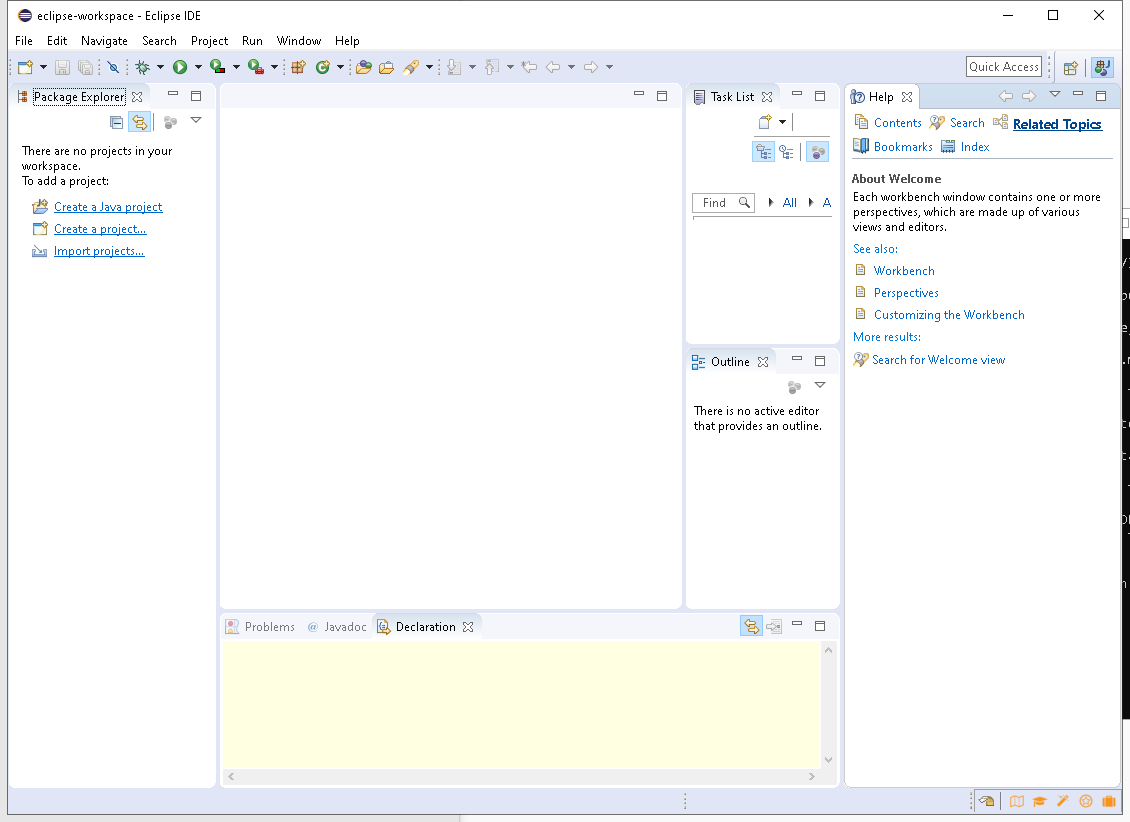 eclipse-workspace - Eclipse IDE
File Edit Navigate Search Project Run Window Help
Quick Access
Package Explorer
There are no projects in your
workspace.
To add a project:
Create a Java project
Create a project...
Import projects...
Task List
Find All A
Outline
There is no active editor
that provides an outline.
Problems @ Javadoc Declaration
Help
Contents Search Related Topics
Bookmarks Index
About Welcome
Each workbench window contains one or more
perspectives, which are made up of various
views and editors.
See also:
Workbench
Perspectives
Customizing the Workbench
More results:
Search for Welcome view